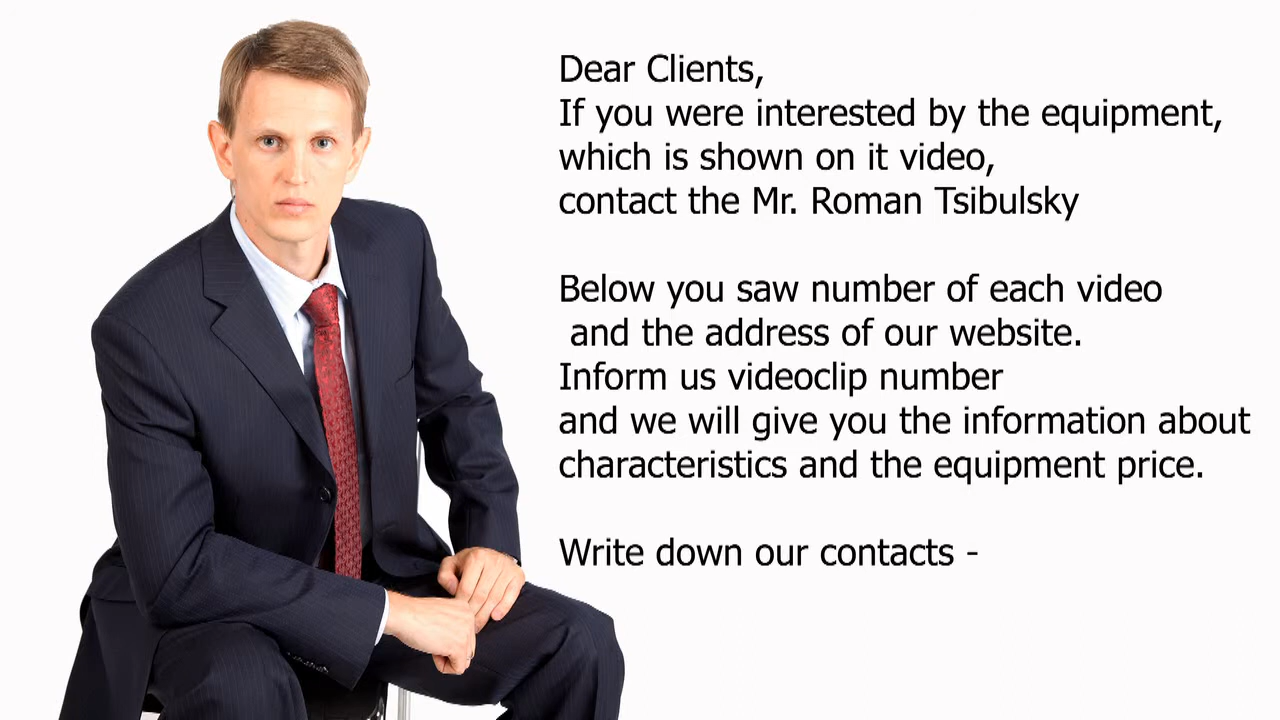 Dear Clients,
If you were interested by the equipment,
which is shown on it video,
contact the Mr. Roman Tsibulsky
Below you saw number of each video
and the address of our website.
Inform us videoclip number
and we will give you the information about
characteristics and the equipment price.
Write down our contacts -